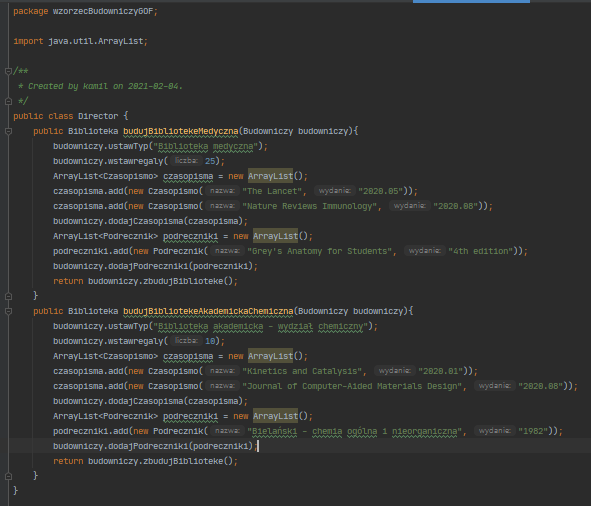 package wzorzecBudowniczyGOF;
import java.util.ArrayList;
/**
* Created by kamil on 2021-02-04.
*/
public class Director {
public Biblioteka budujBibliotekeMedyczna(Budowniczy budowniczy){
budowniczy.ustawTyp("Biblioteka medyczna");
budowniczy.wstawregaly( liczba: 25);
ArrayList<Czasopismo> czasopisma = new ArrayList();
czasopisma.add(new Czasopismo( nazwa: "The Lancet", wydanie: "2020.05"));
czasopisma.add(new Czasopismo( nazwa: "Nature Reviews Immunology", wydanie: "2020.08"));
budowniczy.dodajCzasopisma(czasopisma);
ArrayList<Podrecznik> podreczniki = new ArrayList();
podreczniki.add(new Podrecznik( nazwa: "Grey's Anatomy for Students", wydanie: "4th edition"));
budowniczy.dodajPodreczniki(podreczniki);
return budowniczy.zbudujBiblioteke();
}
public Biblioteka budujBibliotekeAkademickaChemiczna(Budowniczy budowniczy){
budowniczy.ustawTyp("Biblioteka akademicka - wydział chemiczny");
budowniczy.wstawregaly( liczba: 10);
ArrayList<Czasopismo> czasopisma = new ArrayList();
czasopisma.add(new Czasopismo( nazwa: "Kinetics and Catalysis", wydanie: "2020.01"));
czasopisma.add(new Czasopismo( nazwa: "Journal of Computer-Aided Materials Design", wydanie: "2020.08"));
budowniczy.dodajCzasopisma(czasopisma);
ArrayList<Podrecznik> podreczniki = new ArrayList();
podreczniki.add(new Podrecznik( nazwa: "Bielański - chemia ogólna i nieorganiczna", wydanie: "1982"));
budowniczy.dodajPodreczniki(podreczniki);
return budowniczy.zbudujBiblioteke();
}
}